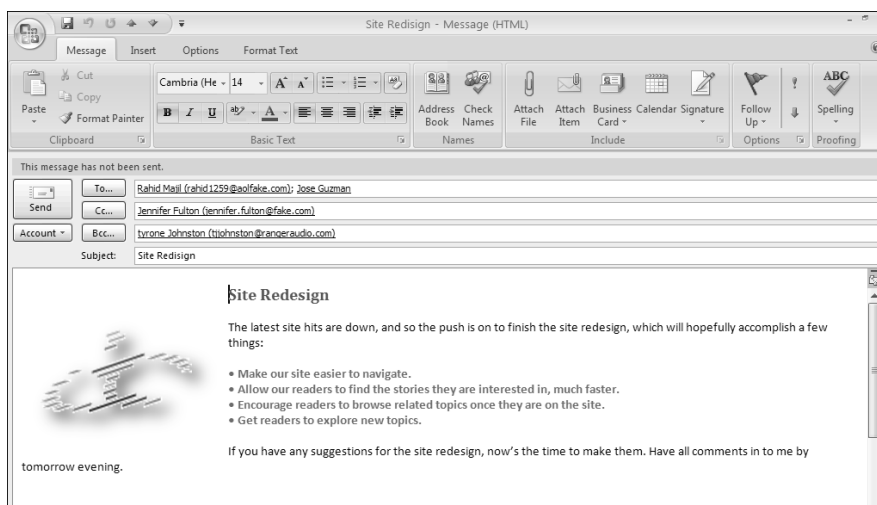 Site Redisign - Message (HTML)
Message Insert Options Format Text
Paste
Cut
Copy
Format Painter
Clipboard
Cambria (He 14
B I U
Basic Text
Address Book
Check Names
Names
Attach File
Attach Item
Business Card
Calendar
Signature
Include
Follow Up
Options
ABC
Spelling
Proofing
This message has not been sent.
Send
Account
To... Rahid Majil (rahid1259@aolfake.com); Jose Guzman
Cc... Jennifer Fulton (jennifer.fulton@fake.com)
Bcc... tyrone Johnston (ttjohnston@rangeraudio.com)
Subject: Site Redisign
Site Redesign
The latest site hits are down, and so the push is on to finish the site redesign, which will hopefully accomplish a few
things:
• Make our site easier to navigate.
• Allow our readers to find the stories they are interested in, much faster.
• Encourage readers to browse related topics once they are on the site.
• Get readers to explore new topics.
If you have any suggestions for the site redesign, now's the time to make them. Have all comments in to me by
tomorrow evening.